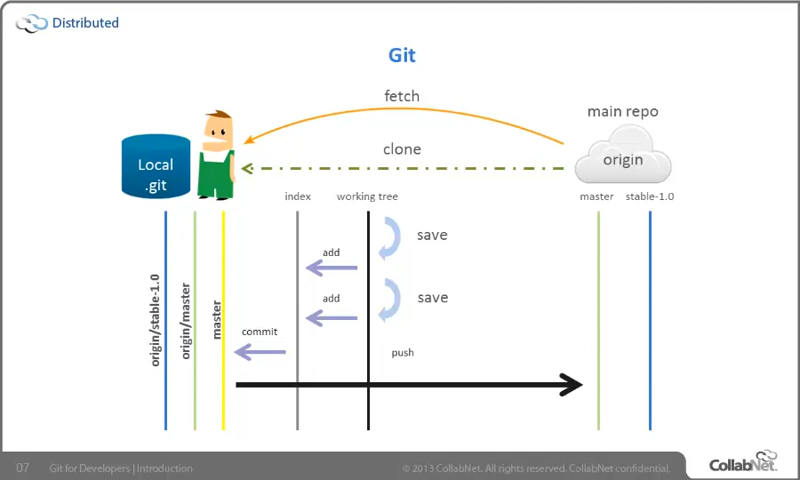 Distributed
Git
fetch
main repo
clone
origin
Local
.git
index
working tree
master
stable-1.0
save
add
save
add
origin/stable-1.0
origin/master
master
commit
push
07
Git for Developers | Introduction
© 2013 CollabNet. All rights reserved. CollabNet confidential.
CollabNet.